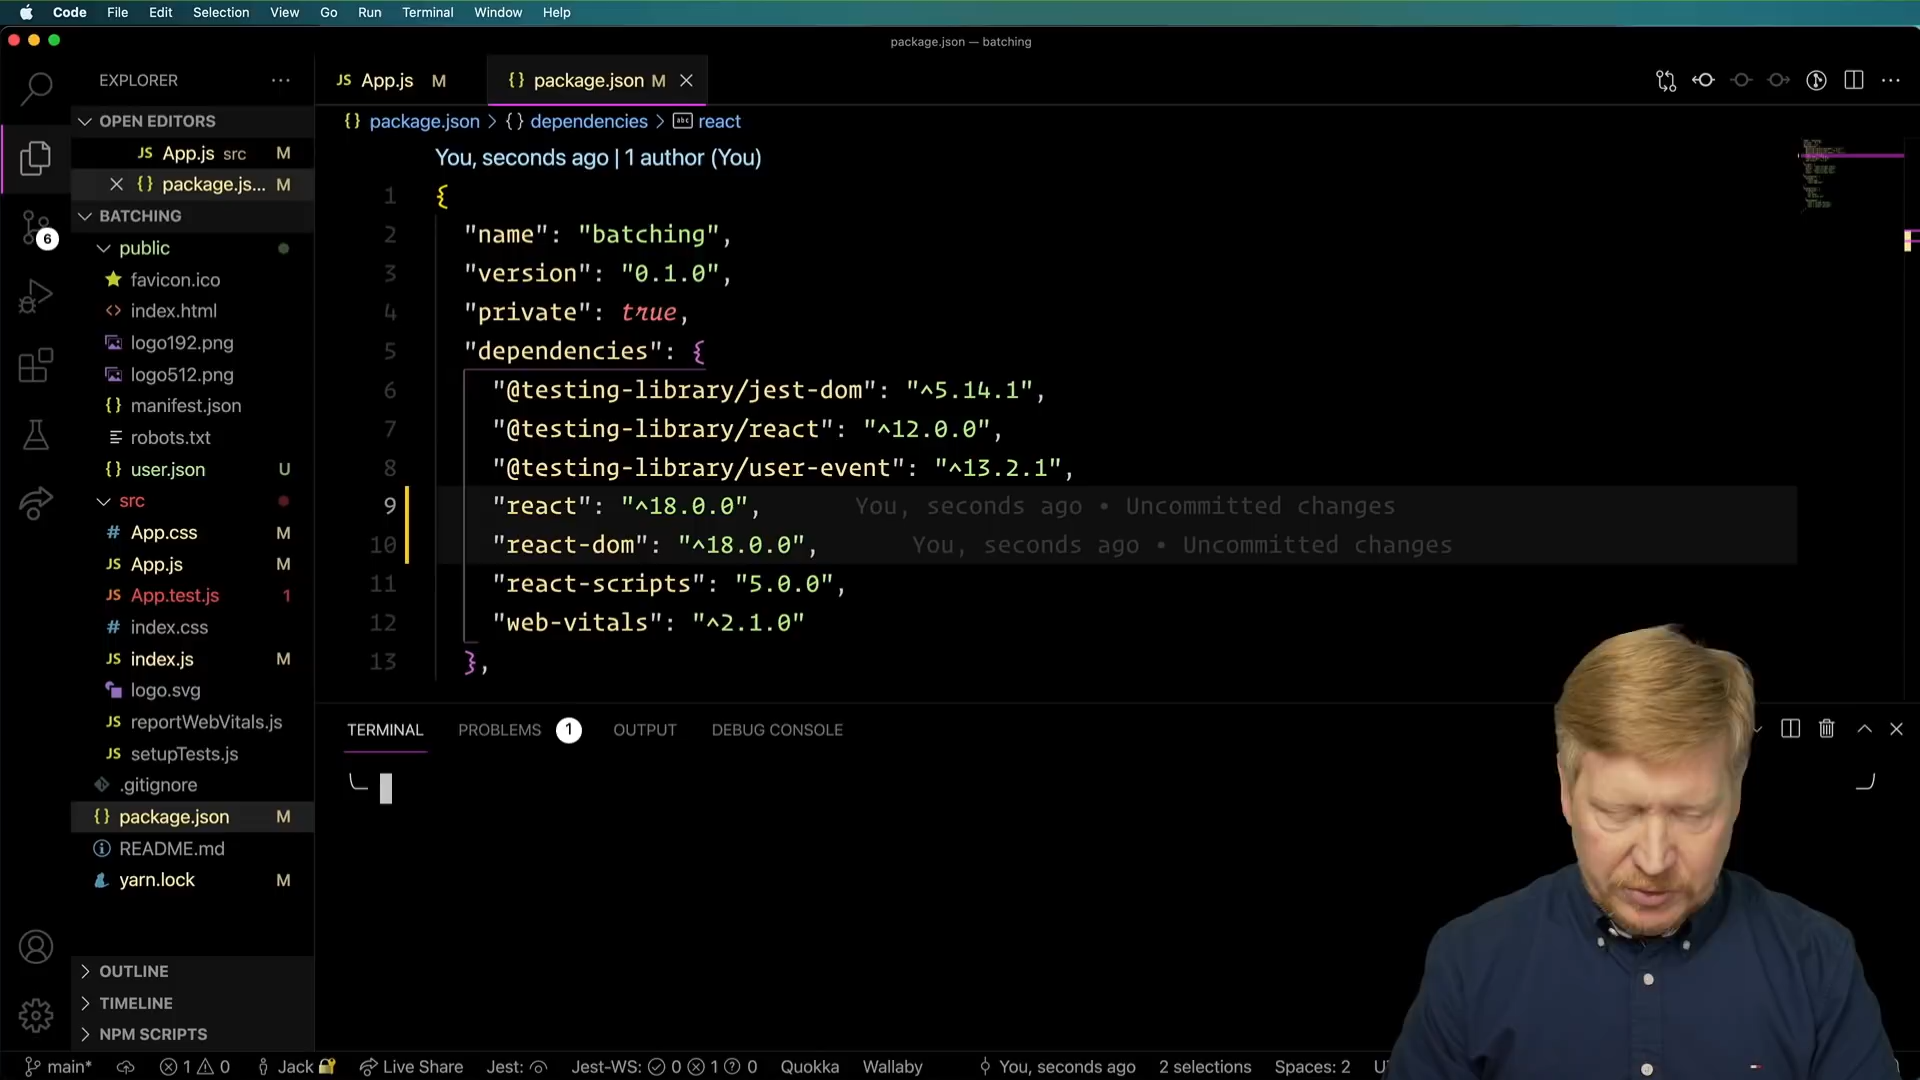 Code File Edit Selection View Go Run Terminal Window Help
package.json — batching
EXPLORER
OPEN EDITORS
JS App.js src M
{} package.js... M
BATCHING
6
public
favicon.ico
<> index.html
logo192.png
logo512.png
{} manifest.json
robots.txt
{} user.json U
src
# App.css M
JS App.js M
JS App.test.js 1
# index.css
JS index.js M
logo.svg
JS reportWebVitals.js
JS setupTests.js
.gitignore
{} package.json M
README.md
yarn.lock M
OUTLINE
TIMELINE
NPM SCRIPTS
JS App.js M {} package.json M
{} package.json > {} dependencies > abc react
You, seconds ago | 1 author (You)
1 {
2 "name": "batching",
3 "version": "0.1.0",
4 "private": true,
5 "dependencies": {
6 "@testing-library/jest-dom": "^5.14.1",
7 "@testing-library/react": "^12.0.0",
8 "@testing-library/user-event": "^13.2.1",
9 "react": "^18.0.0", You, seconds ago • Uncommitted changes
10 "react-dom": "^18.0.0", You, seconds ago • Uncommitted changes
11 "react-scripts": "5.0.0",
12 "web-vitals": "^2.1.0"
13 },
TERMINAL PROBLEMS 1 OUTPUT DEBUG CONSOLE
main* 1 0 Jack Live Share Jest: Jest-WS: 0 1 0 Quokka Wallaby You, seconds ago 2 selections Spaces: 2